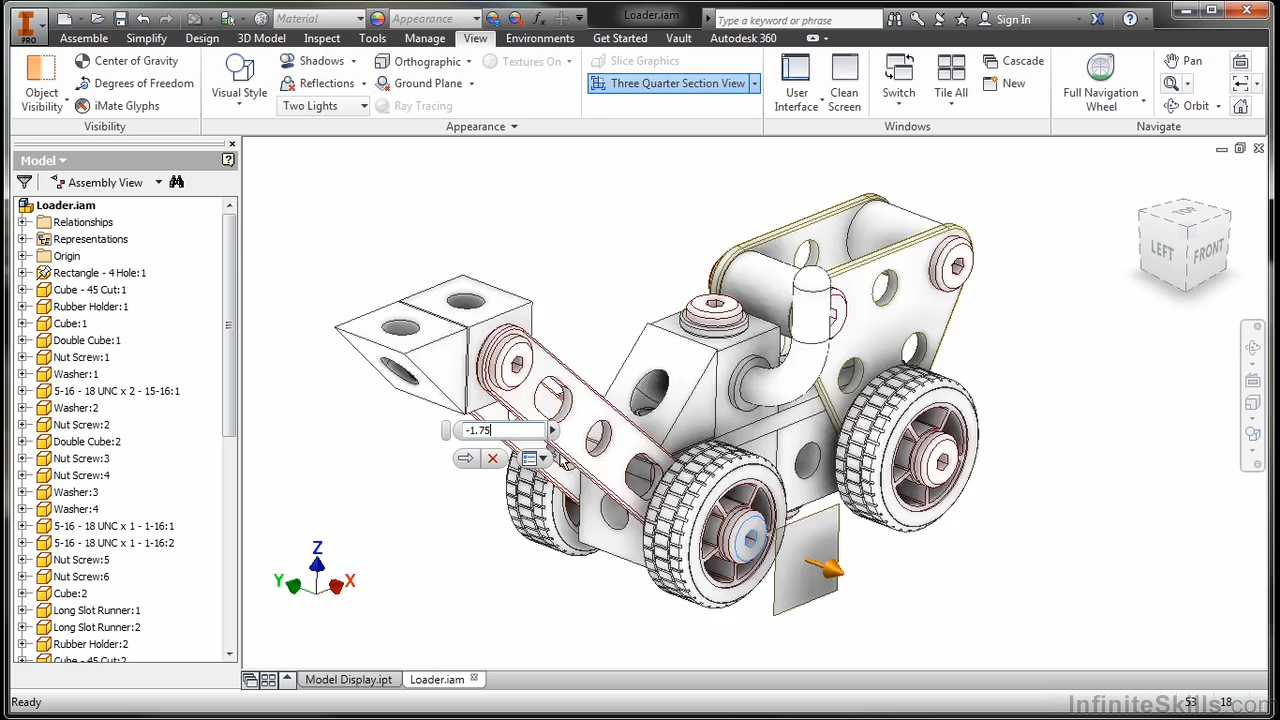 Material
Appearance
Loader.iam
Type a keyword or phrase
Sign In
PRO
Assemble Simplify Design 3D Model Inspect Tools Manage View Environments Get Started Vault Autodesk 360
Object Visibility
Center of Gravity
Degrees of Freedom
iMate Glyphs
Visibility
Visual Style
Shadows
Reflections
Two Lights
Orthographic
Ground Plane
Ray Tracing
Textures On
Appearance
Slice Graphics
Three Quarter Section View
User Interface
Clean Screen
Switch
Tile All
Cascade
New
Windows
Full Navigation Wheel
Pan
Orbit
Navigate
Model
Assembly View
Loader.iam
Relationships
Representations
Origin
Rectangle - 4 Hole:1
Cube - 45 Cut:1
Rubber Holder:1
Cube:1
Double Cube:1
Nut Screw:1
Washer:1
5-16 - 18 UNC x 2 - 15-16:1
Washer:2
Nut Screw:2
Double Cube:2
Nut Screw:3
Nut Screw:4
Washer:3
Washer:4
5-16 - 18 UNC x 1 - 1-16:1
5-16 - 18 UNC x 1 - 1-16:2
Nut Screw:5
Nut Screw:6
Cube:2
Long Slot Runner:1
Long Slot Runner:2
Rubber Holder:2
Cube - 45 Cut:2
-1.75
TOP
LEFT
FRONT
Z
Y
X
Model Display.ipt
Loader.iam
Ready
53 18
InfiniteSkills.com